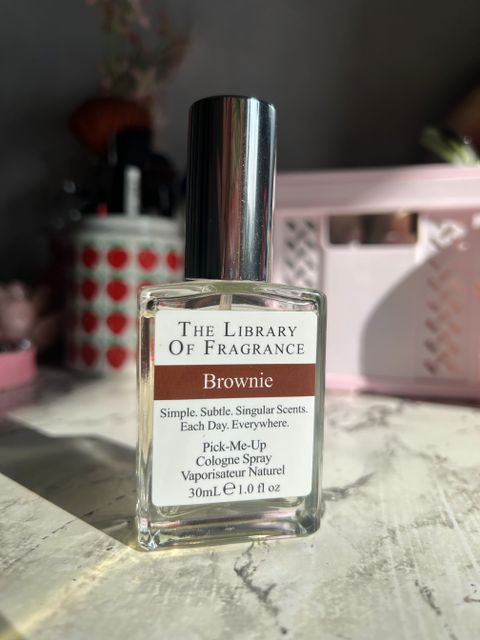 The Library
Of Fragrance
Brownie
Simple. Subtle. Singular Scents.
Each Day. Everywhere.
Pick-Me-Up
Cologne Spray
Vaporisateur Naturel
30mL ℮ 1.0 fl oz